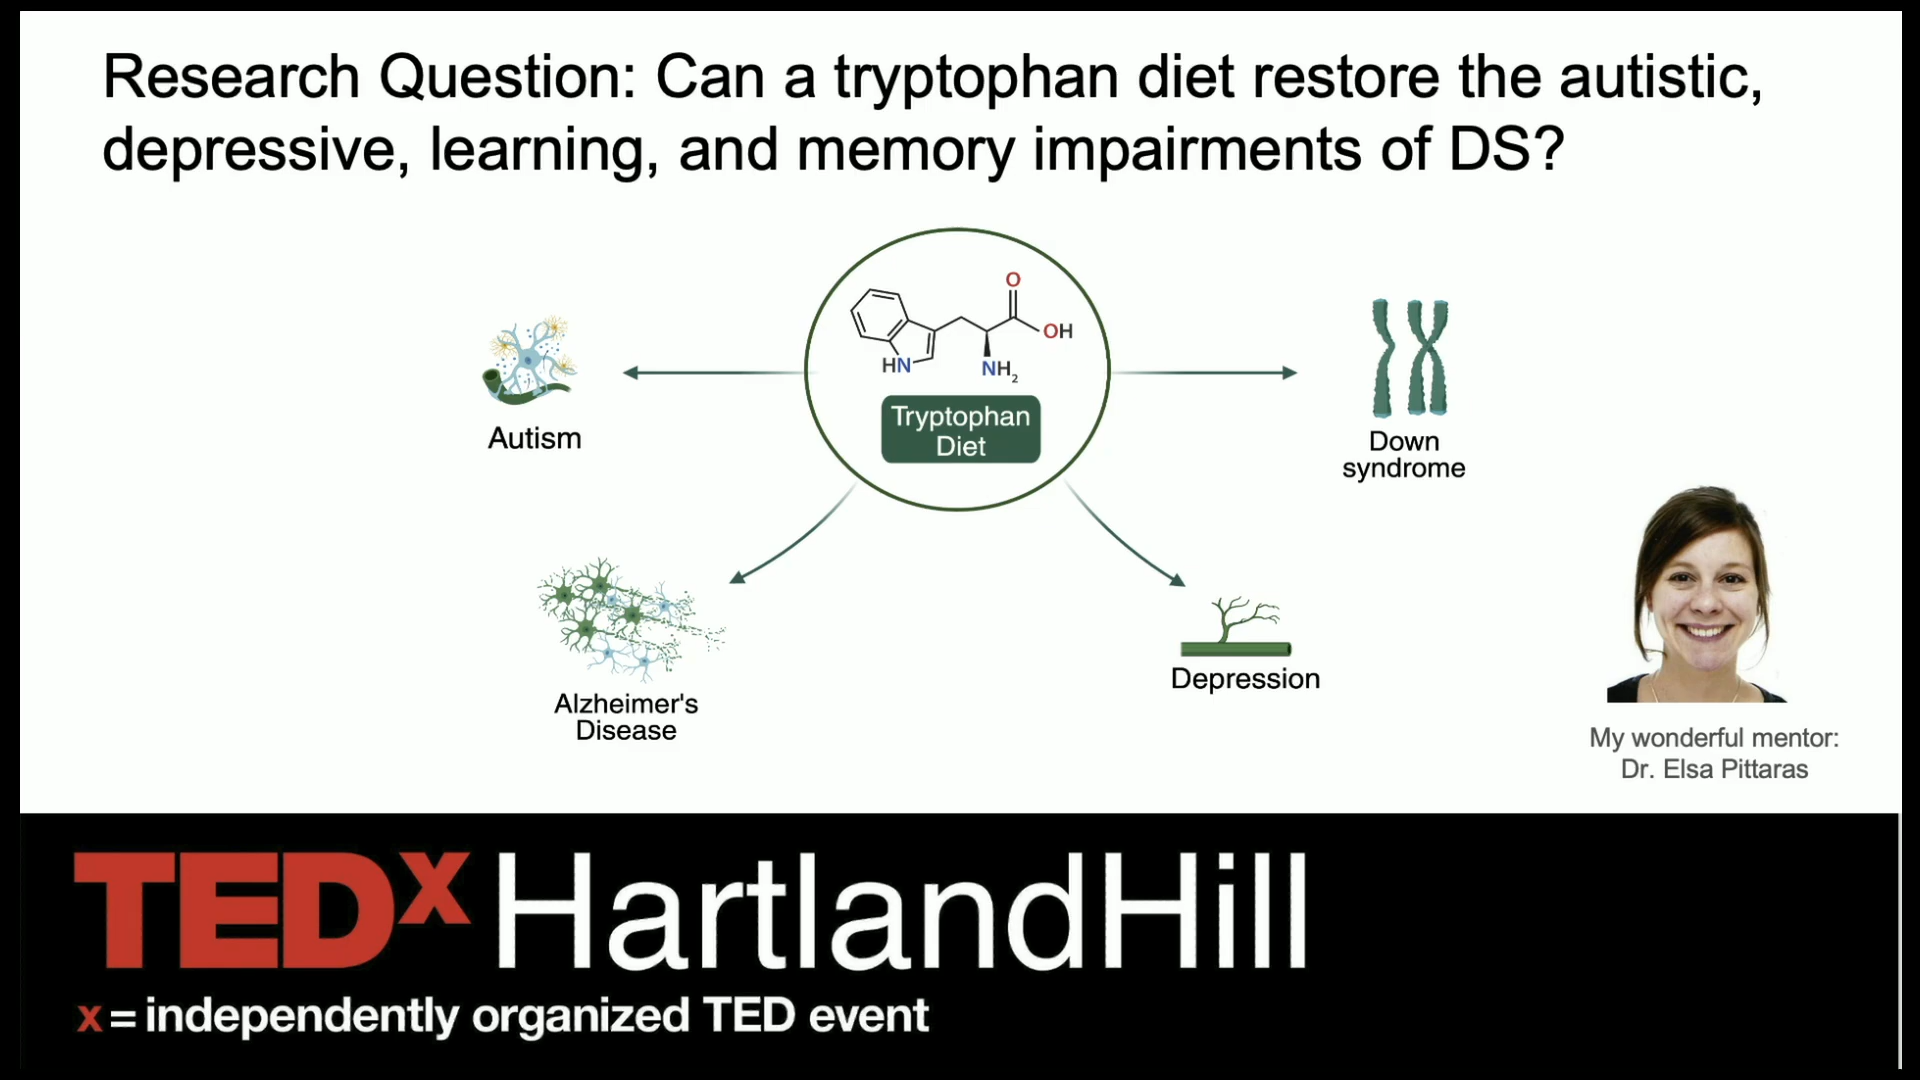 Research Question: Can a tryptophan diet restore the autistic,
depressive, learning, and memory impairments of DS?
O
OH
HN
NH₂
Tryptophan
Diet
Autism
Down
syndrome
Alzheimer's
Disease
Depression
My wonderful mentor:
Dr. Elsa Pittaras
TEDx HartlandHill
x = independently organized TED event